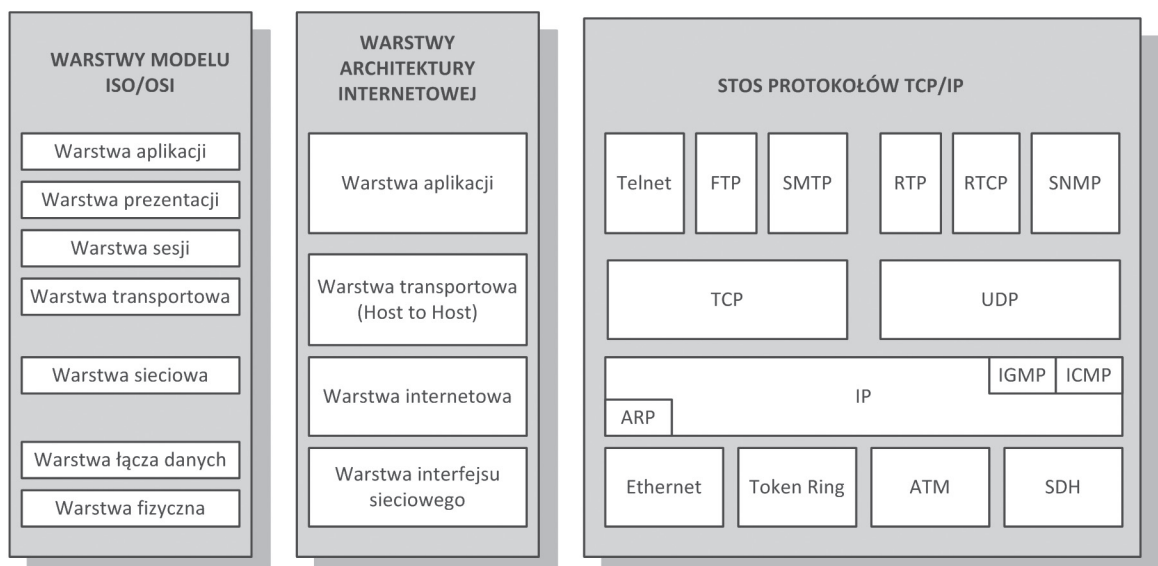 WARSTWY MODELU
ISO/OSI
Warstwa aplikacji
Warstwa prezentacji
Warstwa sesji
Warstwa transportowa
Warstwa sieciowa
Warstwa łącza danych
Warstwa fizyczna
WARSTWY
ARCHITEKTURY
INTERNETOWEJ
Warstwa aplikacji
Warstwa transportowa
(Host to Host)
Warstwa internetowa
Warstwa interfejsu
sieciowego
STOS PROTOKOŁÓW TCP/IP
Telnet
FTP
SMTP
RTP
RTCP
SNMP
TCP
UDP
IGMP
ICMP
IP
ARP
Ethernet
Token Ring
ATM
SDH